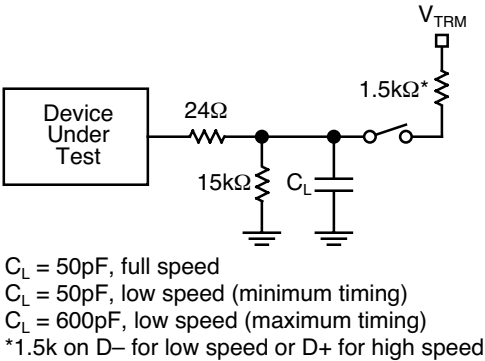 V_TRM
1.5kΩ*
Device
Under
Test
24Ω
15kΩ
C_L
C_L = 50pF, full speed
C_L = 50pF, low speed (minimum timing)
C_L = 600pF, low speed (maximum timing)
*1.5k on D– for low speed or D+ for high speed